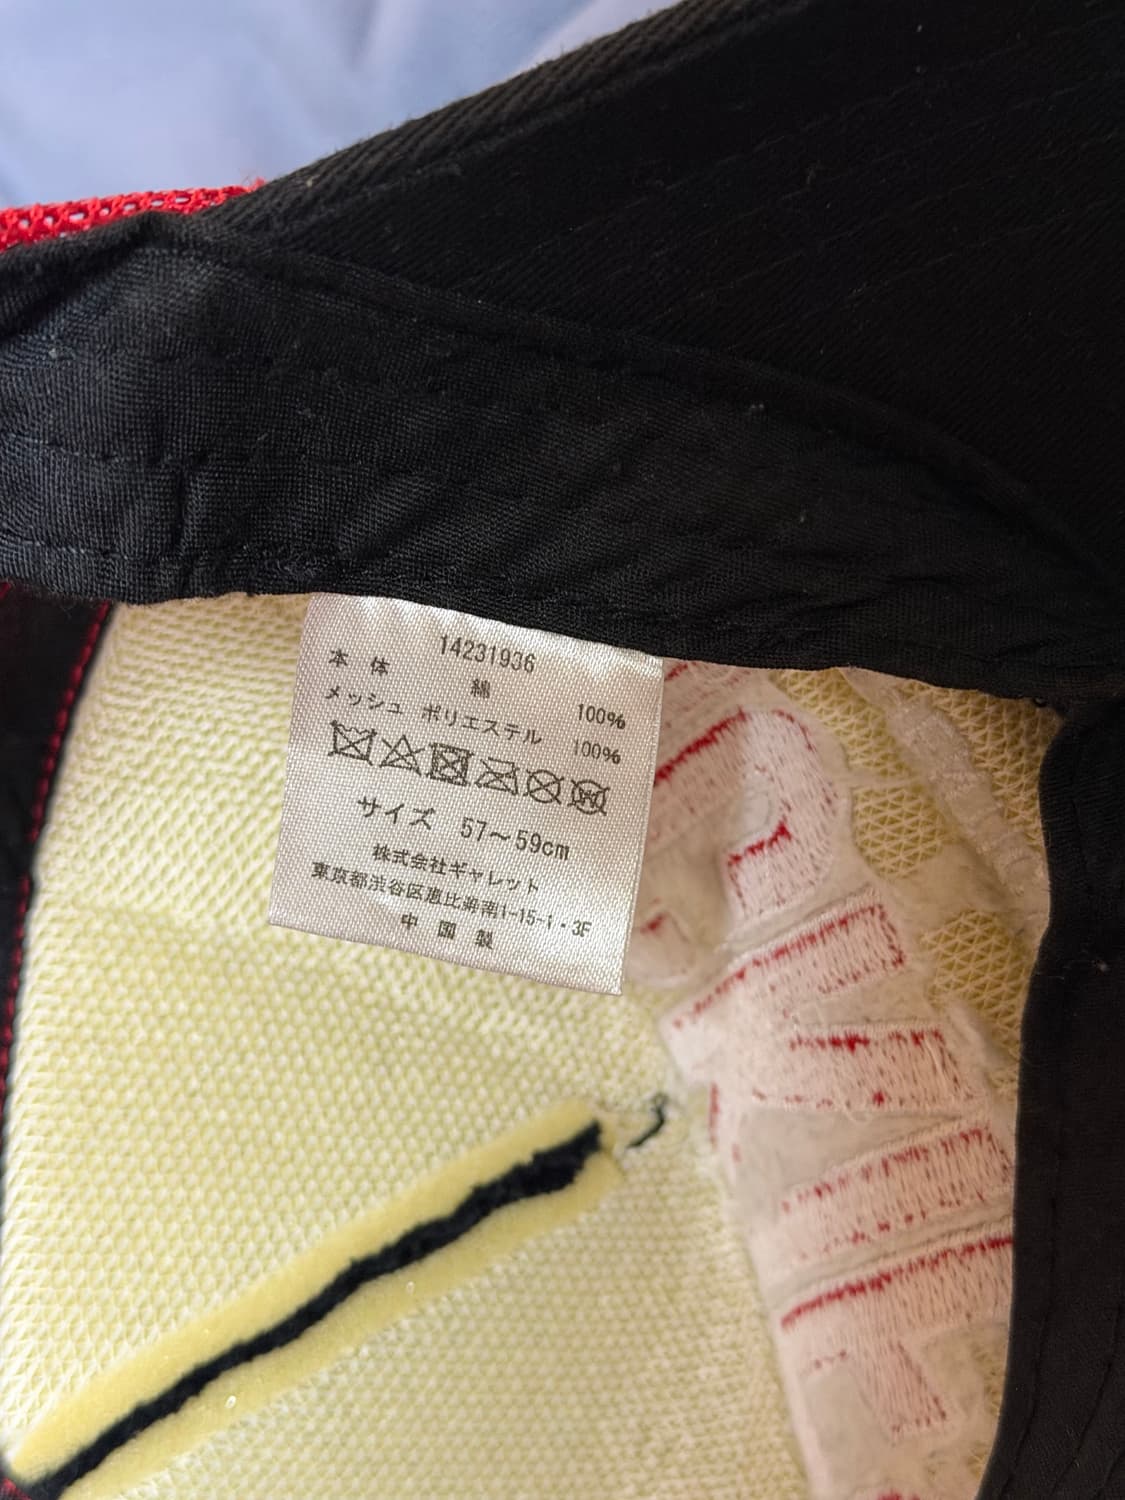 14231936
本体 綿 100%
メッシュ ポリエステル 100%
サイズ 57〜59cm
株式会社ギャレット
東京都渋谷区恵比寿南1-15-1・3F
中国製